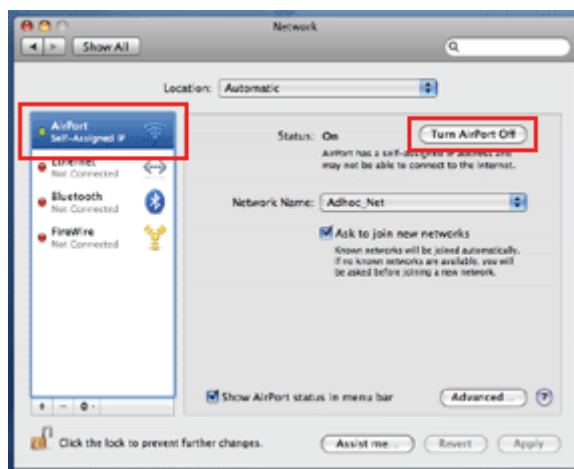 Network
Show All
Location: Automatic
AirPort
Self-Assigned IP
Ethernet
Not Connected
Bluetooth
Not Connected
FireWire
Not Connected
Status: On
Turn AirPort Off
AirPort has a self-assigned IP address and
may not be able to connect to the Internet.
Network Name: Adhoc_Net
Ask to join new networks
Known networks will be joined automatically.
If no known networks are available, you will
be asked before joining a new network.
Show AirPort status in menu bar
Advanced...
?
Click the lock to prevent further changes.
Assist me...
Revert
Apply